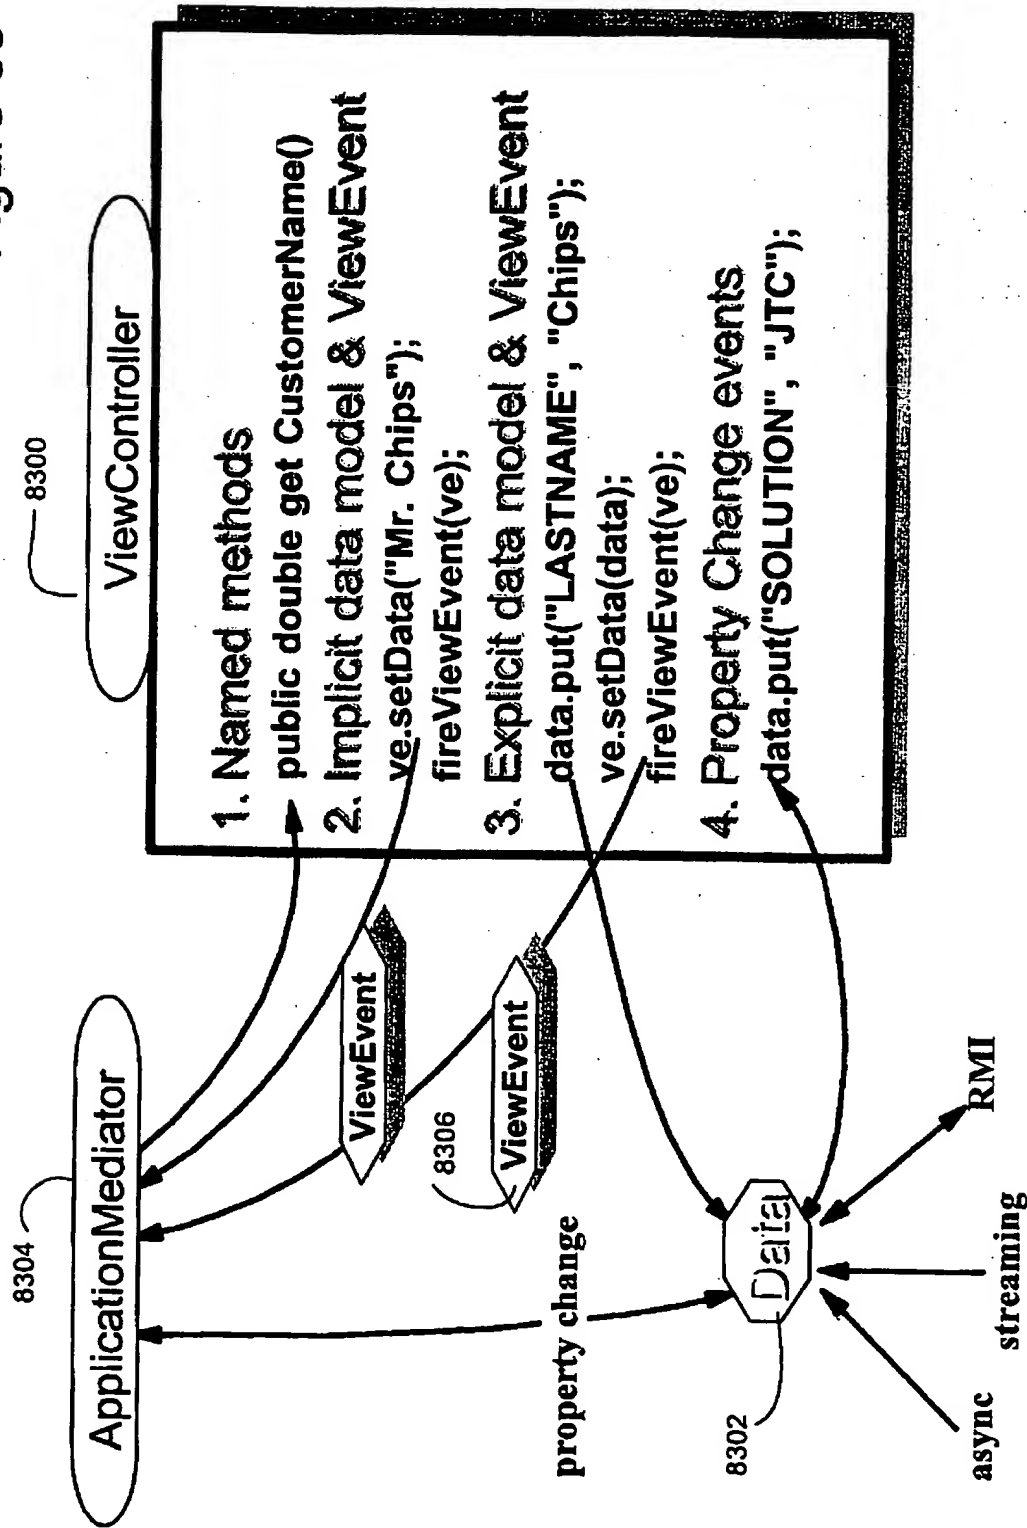 8300
ViewController
1. Named methods
public double get CustomerName()
2. Implicit data model & ViewEvent
ve.setData("Mr. Chips");
fireViewEvent(ve);
3. Explicit data model & ViewEvent
data.put("LASTNAME", "Chips");
ve.setData(data);
fireViewEvent(ve);
4. Property Change events
data.put("SOLUTION", "JTC");
8304
ApplicationMediator
ViewEvent
8306
ViewEvent
property change
8302
Data
async
streaming
RMI